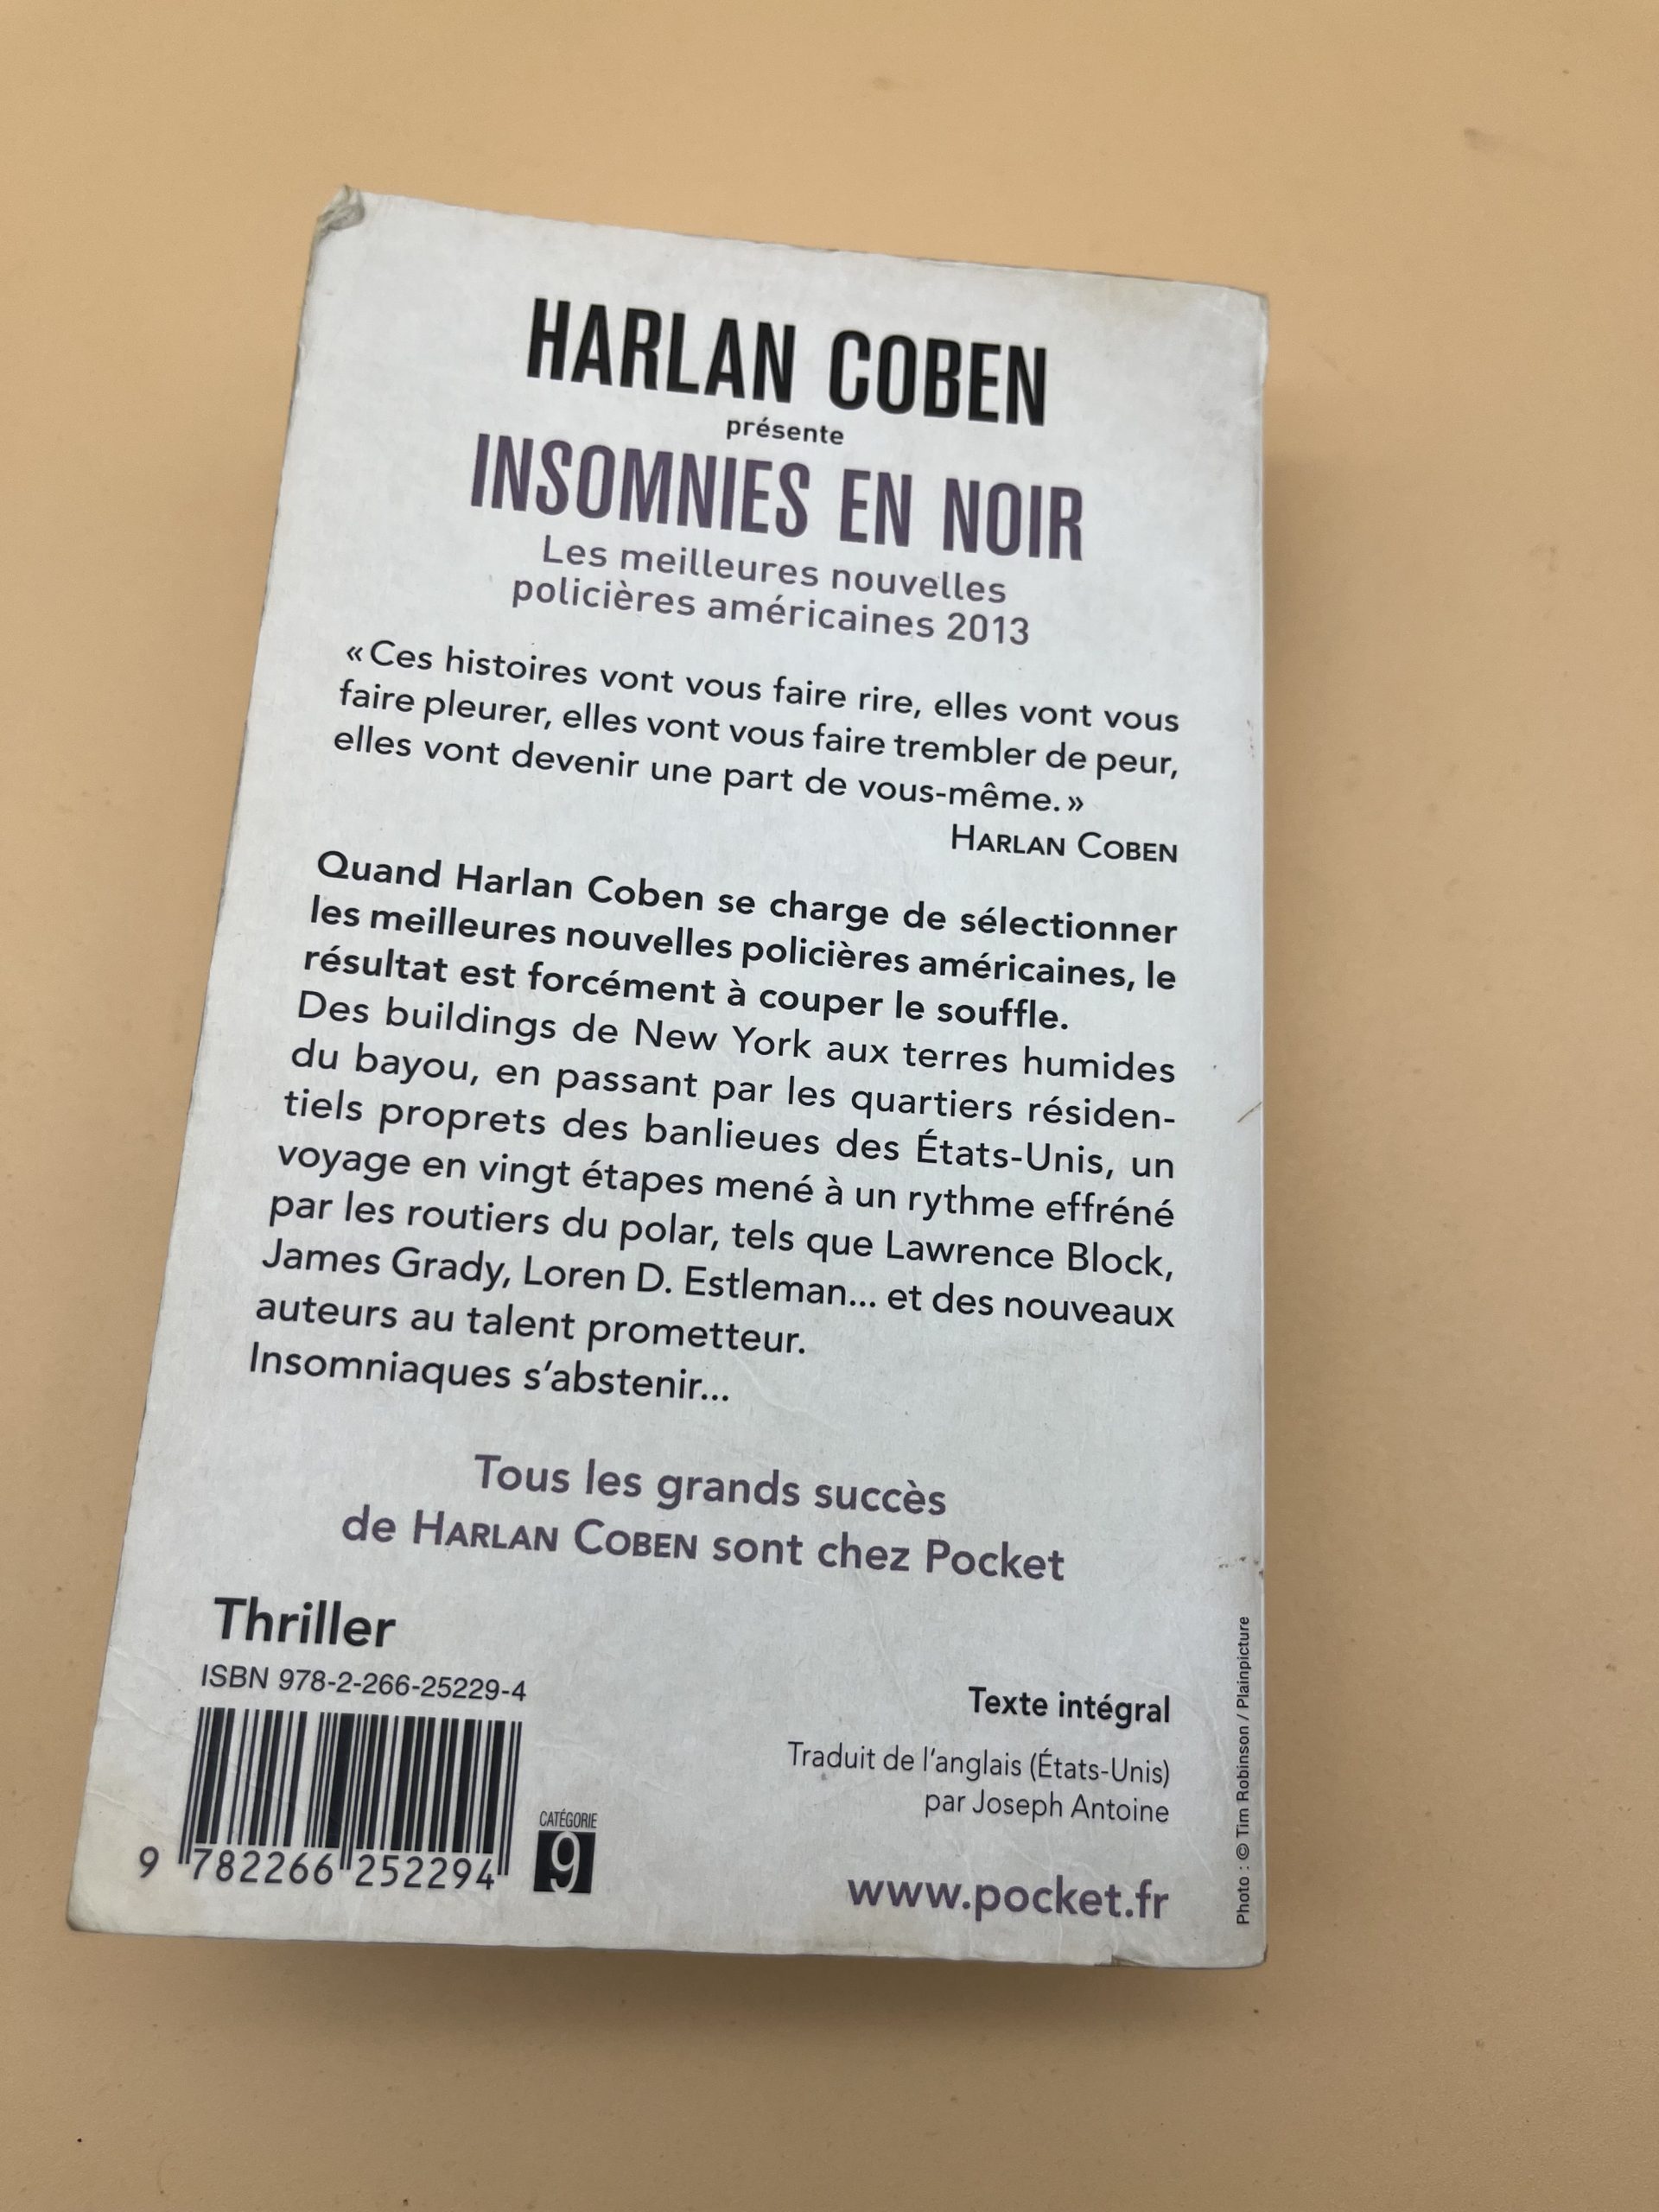 HARLAN COBEN
présente
INSOMNIES EN NOIR
Les meilleures nouvelles
policières américaines 2013
« Ces histoires vont vous faire rire, elles vont vous
faire pleurer, elles vont vous faire trembler de peur,
elles vont devenir une part de vous-même. »
HARLAN COBEN
Quand Harlan Coben se charge de sélectionner
les meilleures nouvelles policières américaines, le
résultat est forcément à couper le souffle.
Des buildings de New York aux terres humides
du bayou, en passant par les quartiers résiden-
tiels proprets des banlieues des États-Unis, un
voyage en vingt étapes mené à un rythme effréné
par les routiers du polar, tels que Lawrence Block,
James Grady, Loren D. Estleman... et des nouveaux
auteurs au talent prometteur.
Insomniaques s'abstenir...
Tous les grands succès
de HARLAN COBEN sont chez Pocket
Thriller
ISBN 978-2-266-25229-4
9 782266 252294
CATÉGORIE
9
Texte intégral
Traduit de l'anglais (États-Unis)
par Joseph Antoine
www.pocket.fr
Photo : © Tim Robinson / Plainpicture